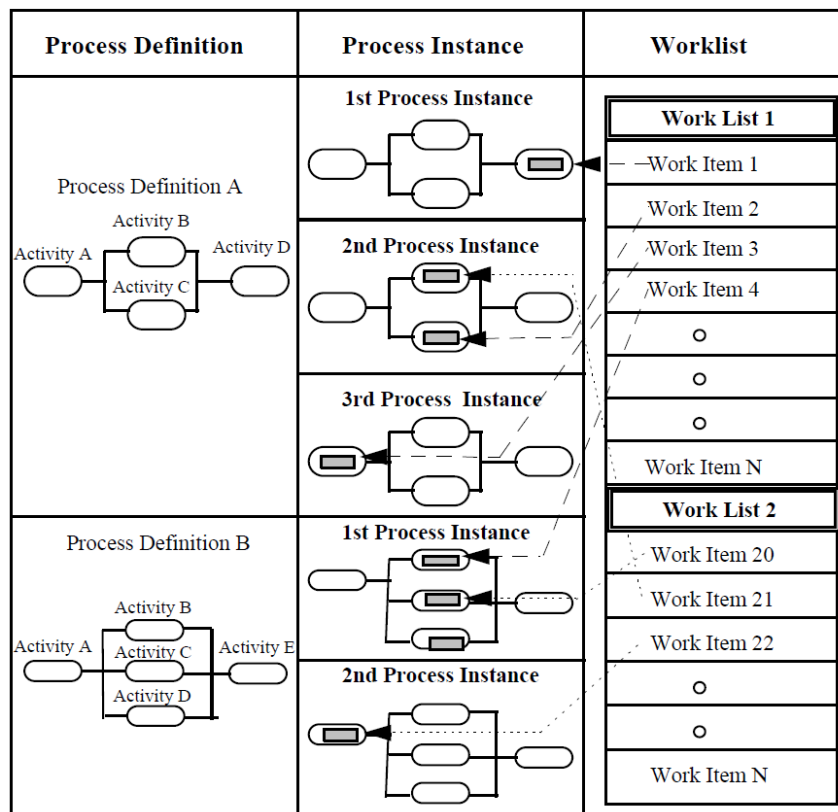 Process Definition
Process Instance
Worklist
Process Definition A
Activity B
Activity A
Activity D
Activity C
1st Process Instance
2nd Process Instance
3rd Process Instance
Process Definition B
Activity B
Activity A
Activity C
Activity E
Activity D
1st Process Instance
2nd Process Instance
Work List 1
Work Item 1
Work Item 2
Work Item 3
Work Item 4
Work Item N
Work List 2
Work Item 20
Work Item 21
Work Item 22
Work Item N